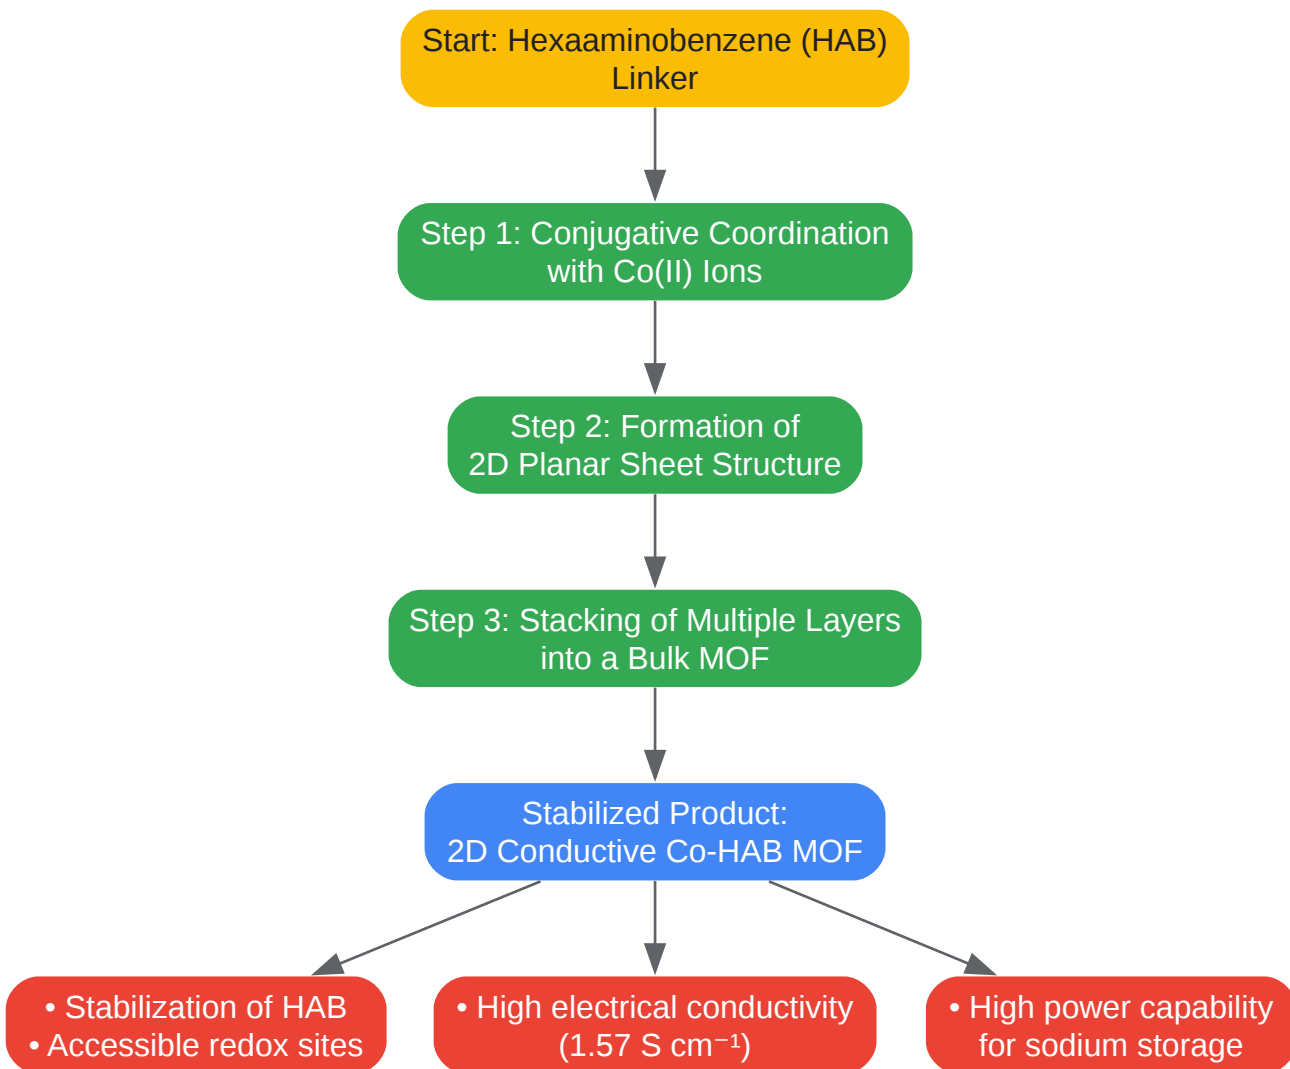 Start: Hexaaminobenzene (HAB)
Linker
Step 1: Conjugative Coordination
with Co(II) Ions
Step 2: Formation of
2D Planar Sheet Structure
Step 3: Stacking of Multiple Layers
into a Bulk MOF
Stabilized Product:
2D Conductive Co-HAB MOF
• Stabilization of HAB
• Accessible redox sites
• High electrical conductivity
(1.57 S cm⁻¹)
• High power capability
for sodium storage